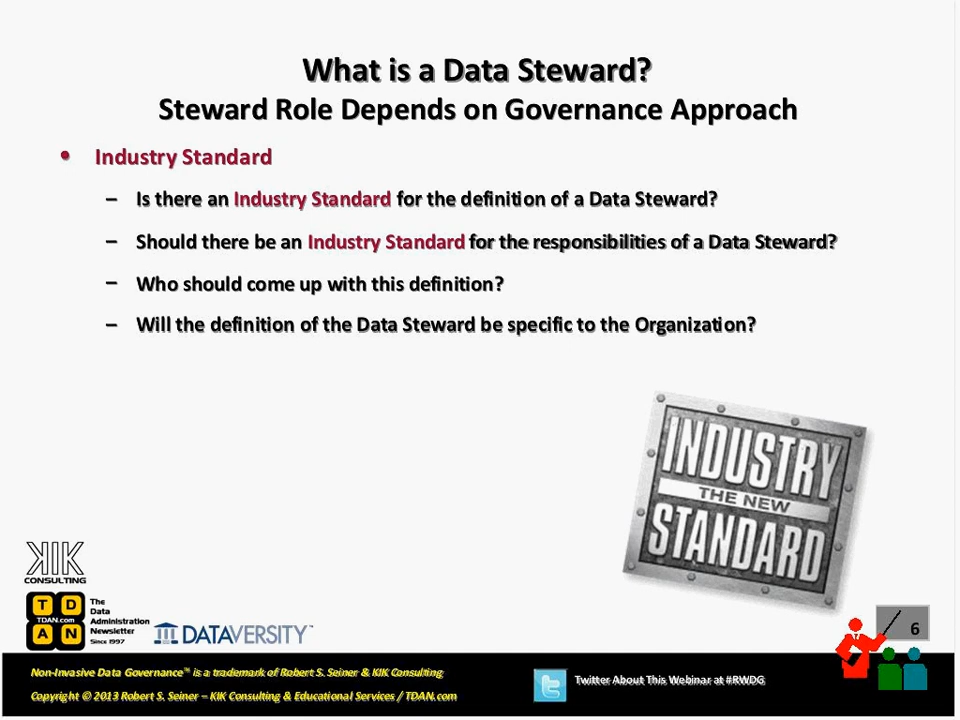 What is a Data Steward?
Steward Role Depends on Governance Approach
• Industry Standard
– Is there an Industry Standard for the definition of a Data Steward?
– Should there be an Industry Standard for the responsibilities of a Data Steward?
– Who should come up with this definition?
– Will the definition of the Data Steward be specific to the Organization?
INDUSTRY
THE NEW
STANDARD
KIK
CONSULTING
T D
TDAN.com
A N
The
Data
Administration
Newsletter
Since 1997
DATAVERSITY™
6
Non-Invasive Data Governance™ is a trademark of Robert S. Seiner & KIK Consulting
Copyright © 2013 Robert S. Seiner – KIK Consulting & Educational Services / TDAN.com
Twitter About This Webinar at #RWDG